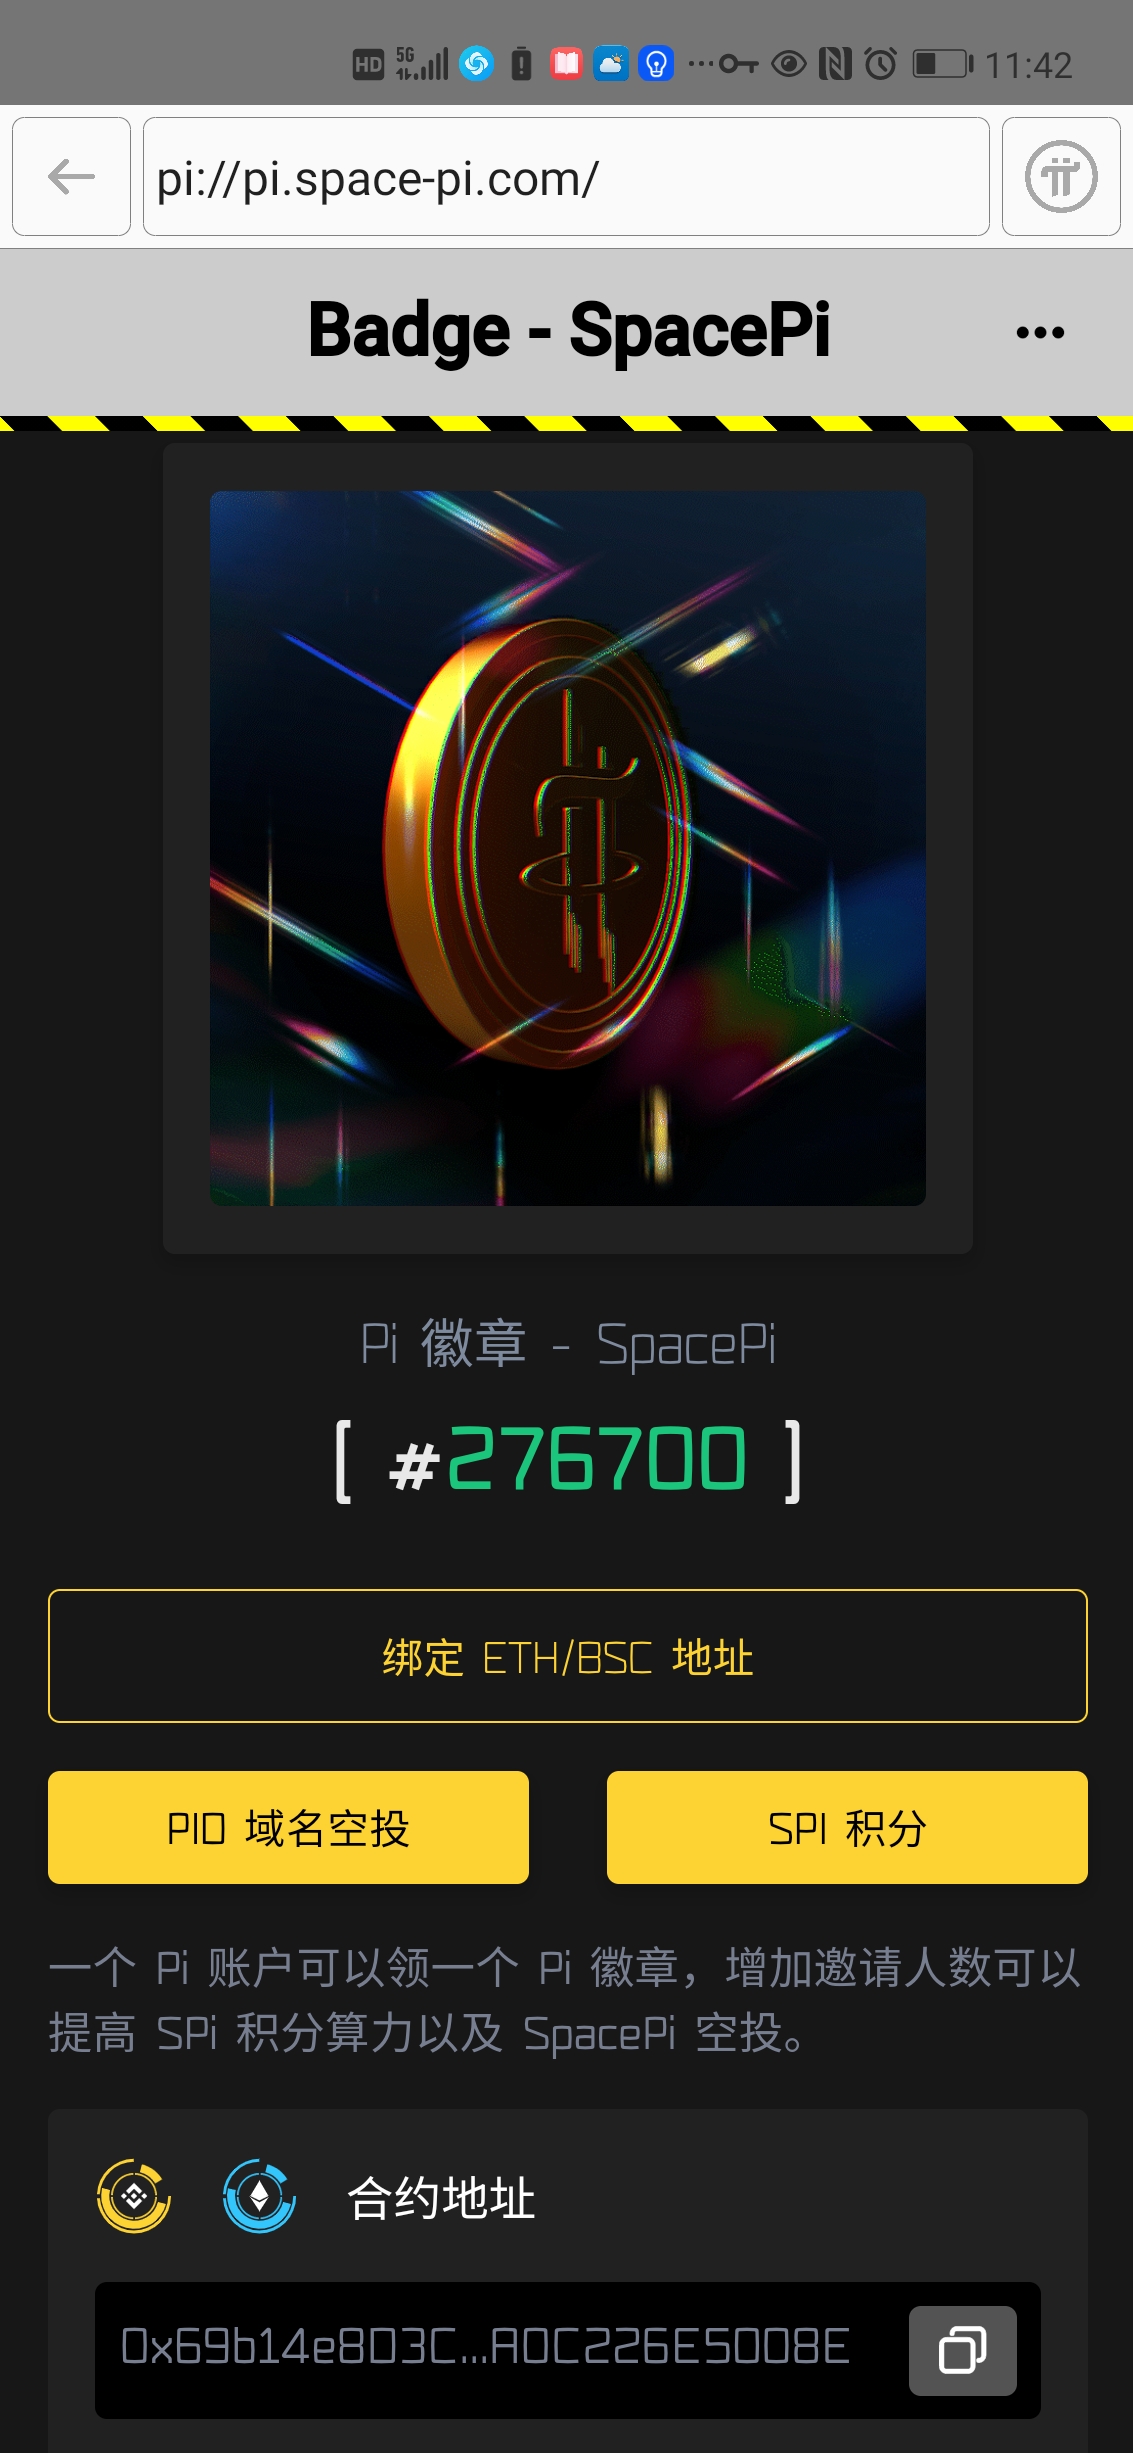 HD 5G 11:42
pi://pi.space-pi.com/
Badge - SpacePi
Pi 徽章 - SpacePi
[ #276700 ]
绑定 ETH/BSC 地址
PIO 域名空投
SPI 积分
一个 Pi 账户可以领一个 Pi 徽章，增加邀请人数可以
提高 SPi 积分算力以及 SpacePi 空投。
合约地址
0x69b14e8D3C...A0C226E5008E